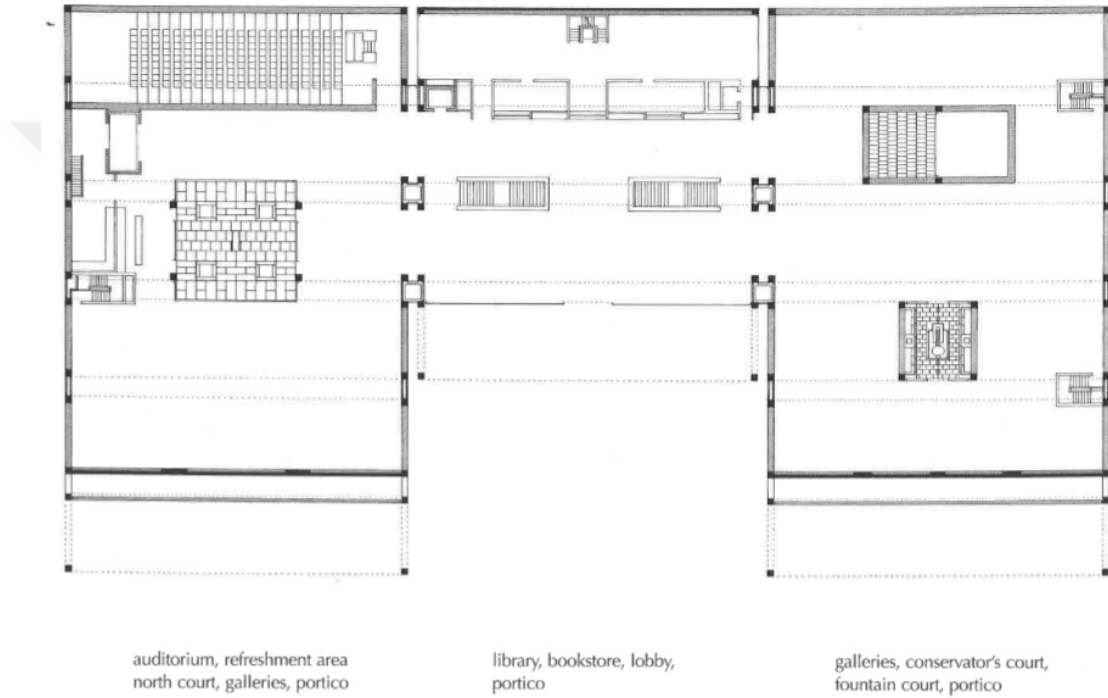 auditorium, refreshment area
north court, galleries, portico
library, bookstore, lobby,
portico
galleries, conservator's court,
fountain court, portico